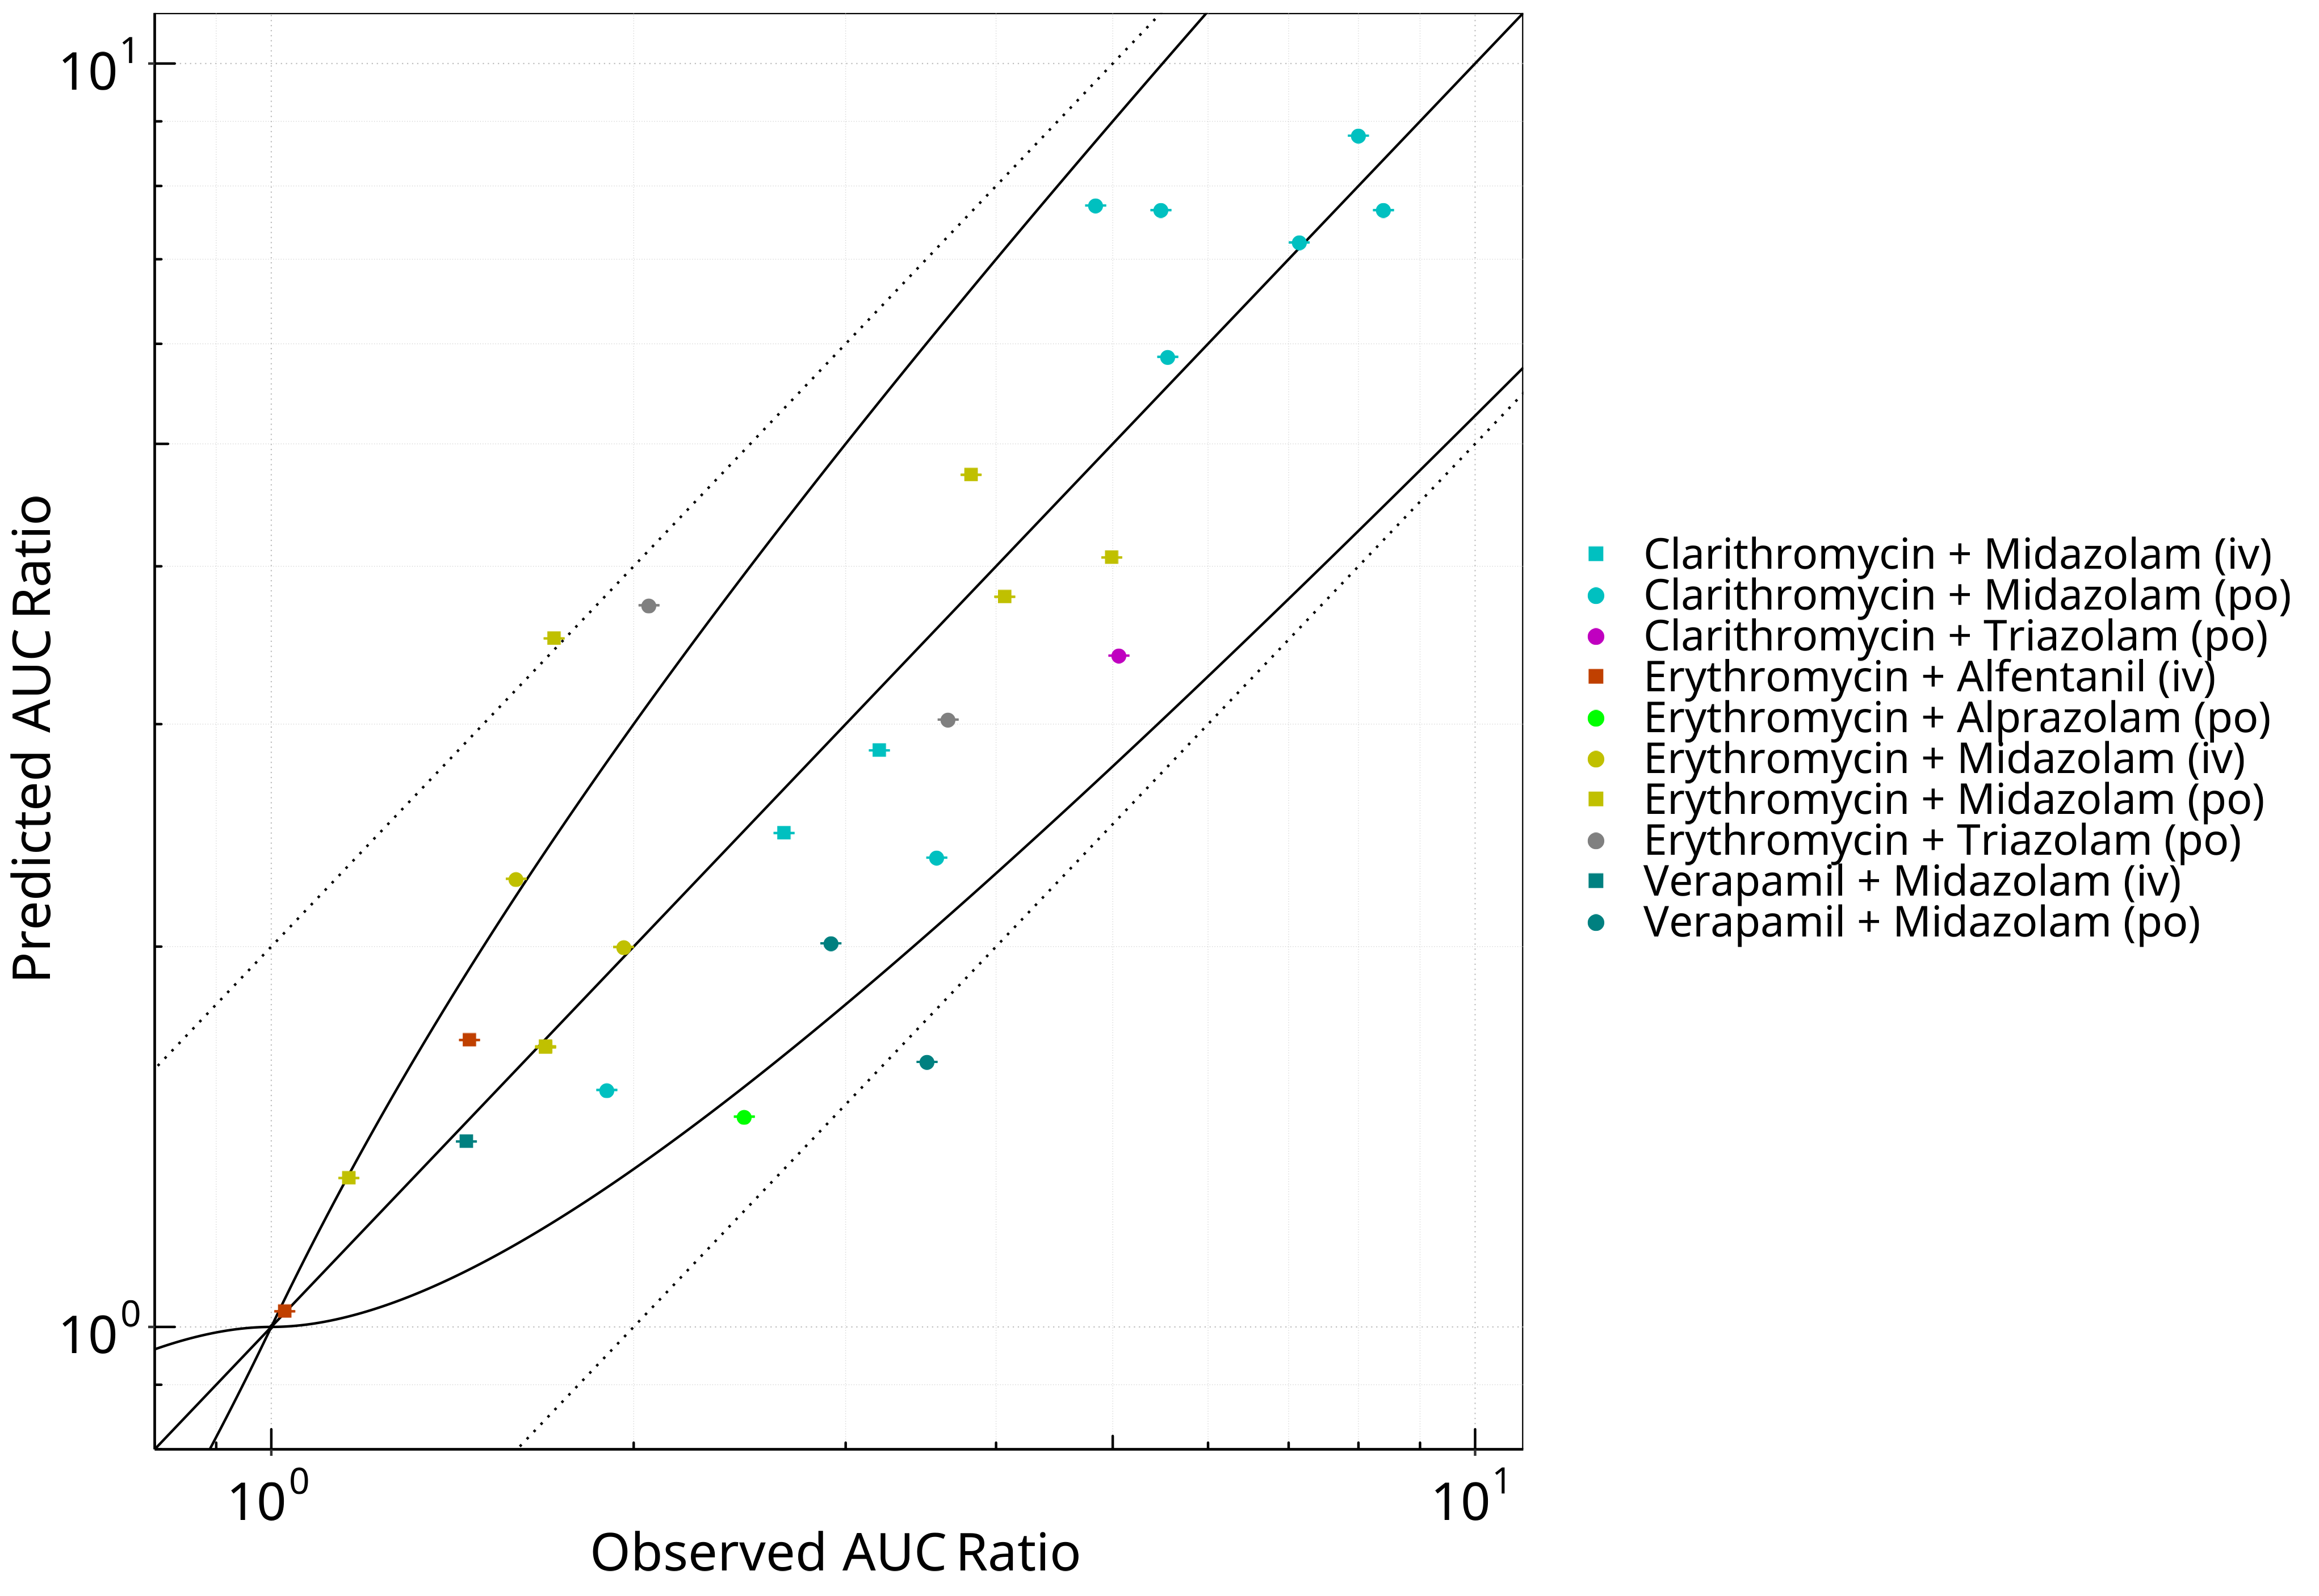 10^1
10^0
Predicted AUC Ratio
10^0
10^1
Observed AUC Ratio
Clarithromycin + Midazolam (iv)
Clarithromycin + Midazolam (po)
Clarithromycin + Triazolam (po)
Erythromycin + Alfentanil (iv)
Erythromycin + Alprazolam (po)
Erythromycin + Midazolam (iv)
Erythromycin + Midazolam (po)
Erythromycin + Triazolam (po)
Verapamil + Midazolam (iv)
Verapamil + Midazolam (po)